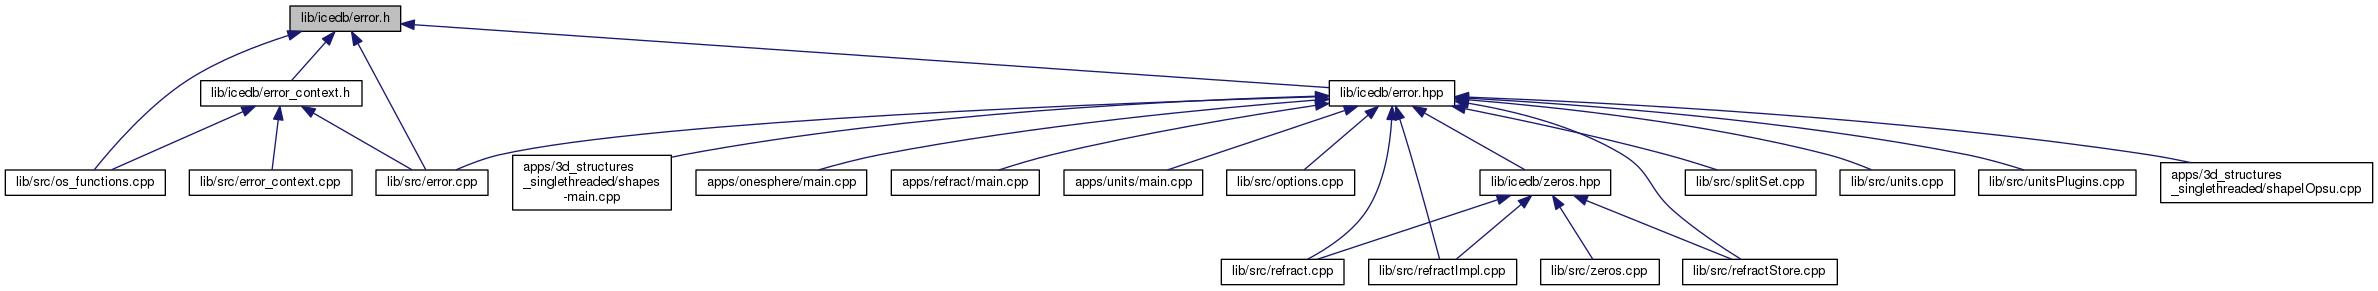 lib/icedb/error.h
lib/icedb/error_context.h
lib/icedb/error.hpp
lib/src/os_functions.cpp
lib/src/error_context.cpp
lib/src/error.cpp
apps/3d_structures
_singlethreaded/shapes
-main.cpp
apps/onesphere/main.cpp
apps/refract/main.cpp
apps/units/main.cpp
lib/src/options.cpp
lib/icedb/zeros.hpp
lib/src/splitSet.cpp
lib/src/units.cpp
lib/src/unitsPlugins.cpp
apps/3d_structures
_singlethreaded/shapeIOpsu.cpp
lib/src/refract.cpp
lib/src/refractImpl.cpp
lib/src/zeros.cpp
lib/src/refractStore.cpp